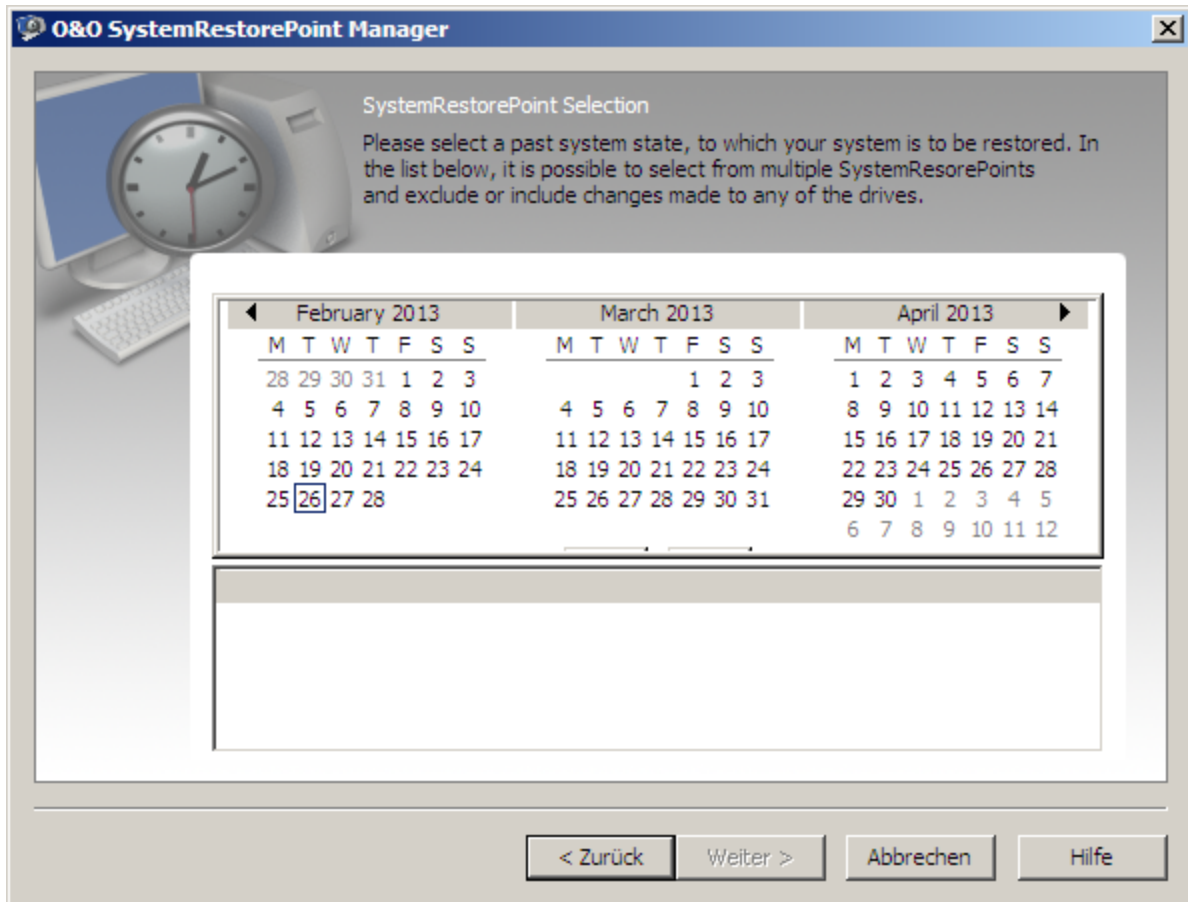 O&O SystemRestorePoint Manager
SystemRestorePoint Selection
Please select a past system state, to which your system is to be restored. In
the list below, it is possible to select from multiple SystemResorePoints
and exclude or include changes made to any of the drives.
February 2013 March 2013 April 2013
M T W T F S S M T W T F S S M T W T F S S
28 29 30 31 1 2 3 1 2 3 1 2 3 4 5 6 7
4 5 6 7 8 9 10 4 5 6 7 8 9 10 8 9 10 11 12 13 14
11 12 13 14 15 16 17 11 12 13 14 15 16 17 15 16 17 18 19 20 21
18 19 20 21 22 23 24 18 19 20 21 22 23 24 22 23 24 25 26 27 28
25 26 27 28 25 26 27 28 29 30 31 29 30 1 2 3 4 5
6 7 8 9 10 11 12
< Zurück Weiter > Abbrechen Hilfe